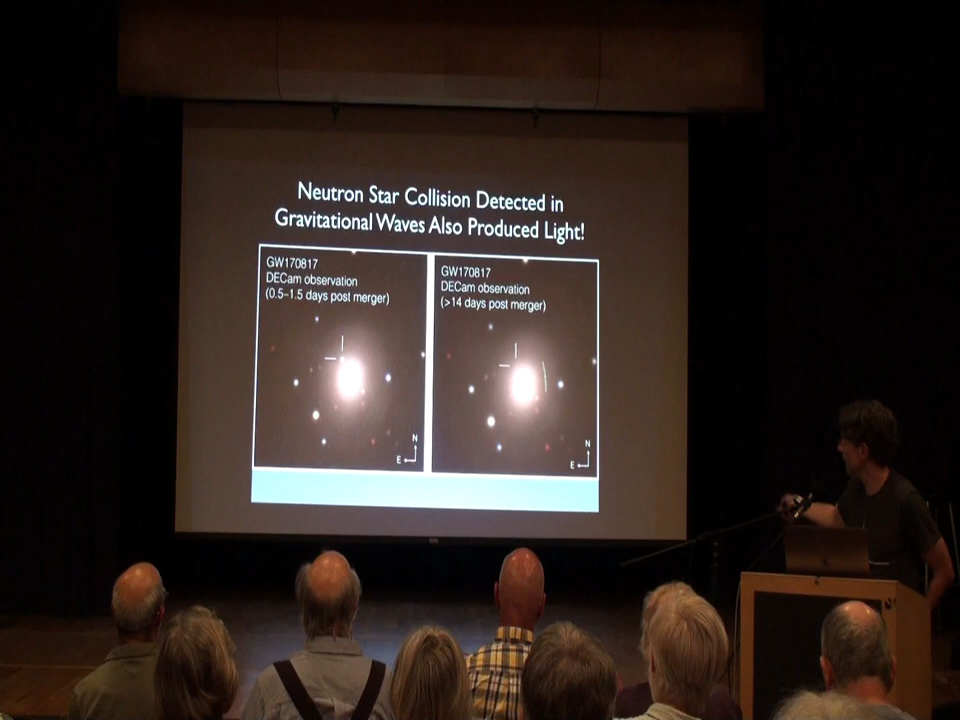 Neutron Star Collision Detected in
Gravitational Waves Also Produced Light!
GW170817
DECam observation
(0.5–1.5 days post merger)
N
E
GW170817
DECam observation
(>14 days post merger)
N
E